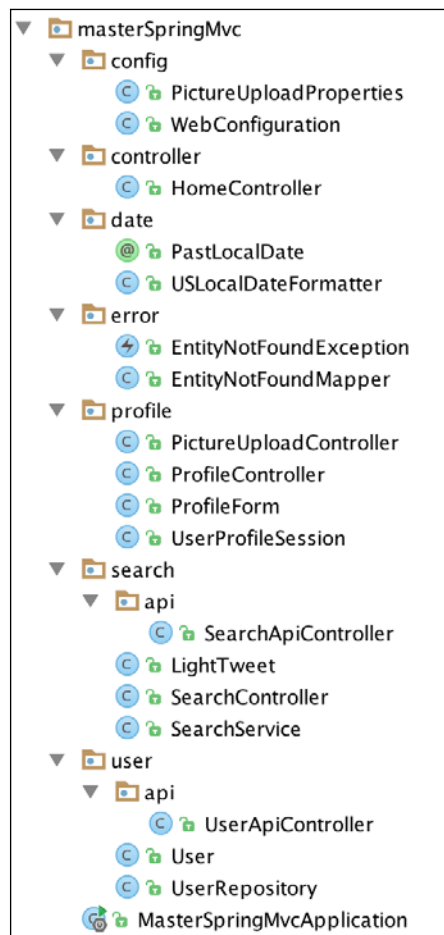 masterSpringMvc
config
PictureUploadProperties
WebConfiguration
controller
HomeController
date
PastLocalDate
USLocalDateFormatter
error
EntityNotFoundException
EntityNotFoundMapper
profile
PictureUploadController
ProfileController
ProfileForm
UserProfileSession
search
api
SearchApiController
LightTweet
SearchController
SearchService
user
api
UserApiController
User
UserRepository
MasterSpringMvcApplication